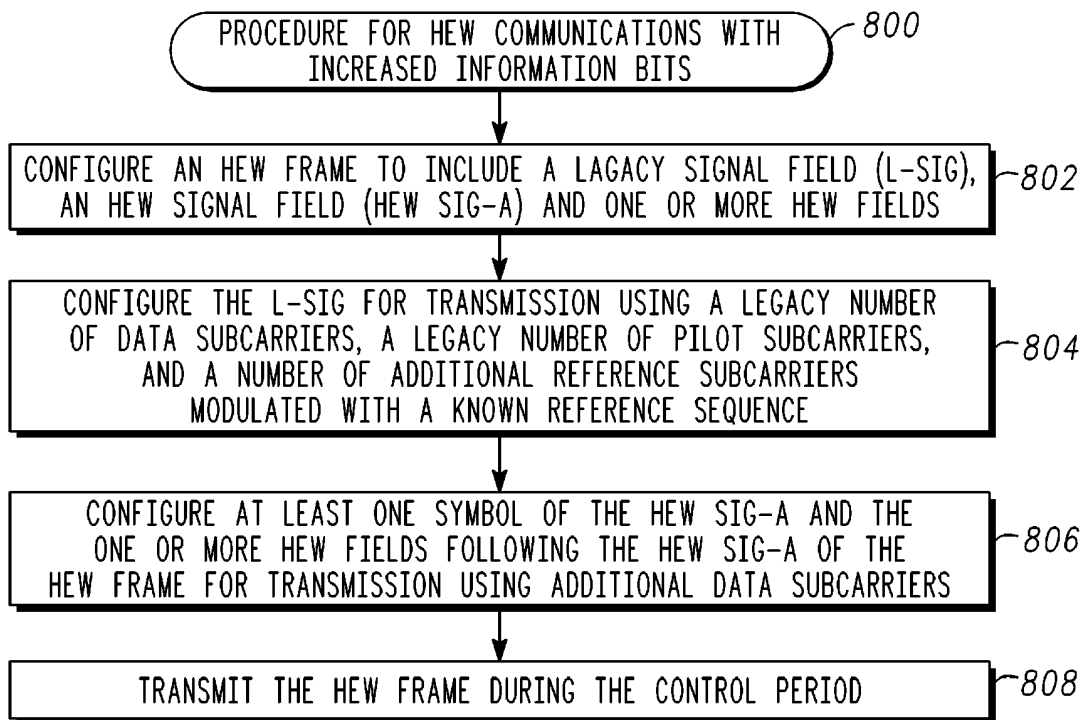 PROCEDURE FOR HEW COMMUNICATIONS WITH
INCREASED INFORMATION BITS
800
CONFIGURE AN HEW FRAME TO INCLUDE A LAGACY SIGNAL FIELD (L-SIG),
AN HEW SIGNAL FIELD (HEW SIG-A) AND ONE OR MORE HEW FIELDS
802
CONFIGURE THE L-SIG FOR TRANSMISSION USING A LEGACY NUMBER
OF DATA SUBCARRIERS, A LEGACY NUMBER OF PILOT SUBCARRIERS,
AND A NUMBER OF ADDITIONAL REFERENCE SUBCARRIERS
MODULATED WITH A KNOWN REFERENCE SEQUENCE
804
CONFIGURE AT LEAST ONE SYMBOL OF THE HEW SIG-A AND THE
ONE OR MORE HEW FIELDS FOLLOWING THE HEW SIG-A OF THE
HEW FRAME FOR TRANSMISSION USING ADDITIONAL DATA SUBCARRIERS
806
TRANSMIT THE HEW FRAME DURING THE CONTROL PERIOD
808